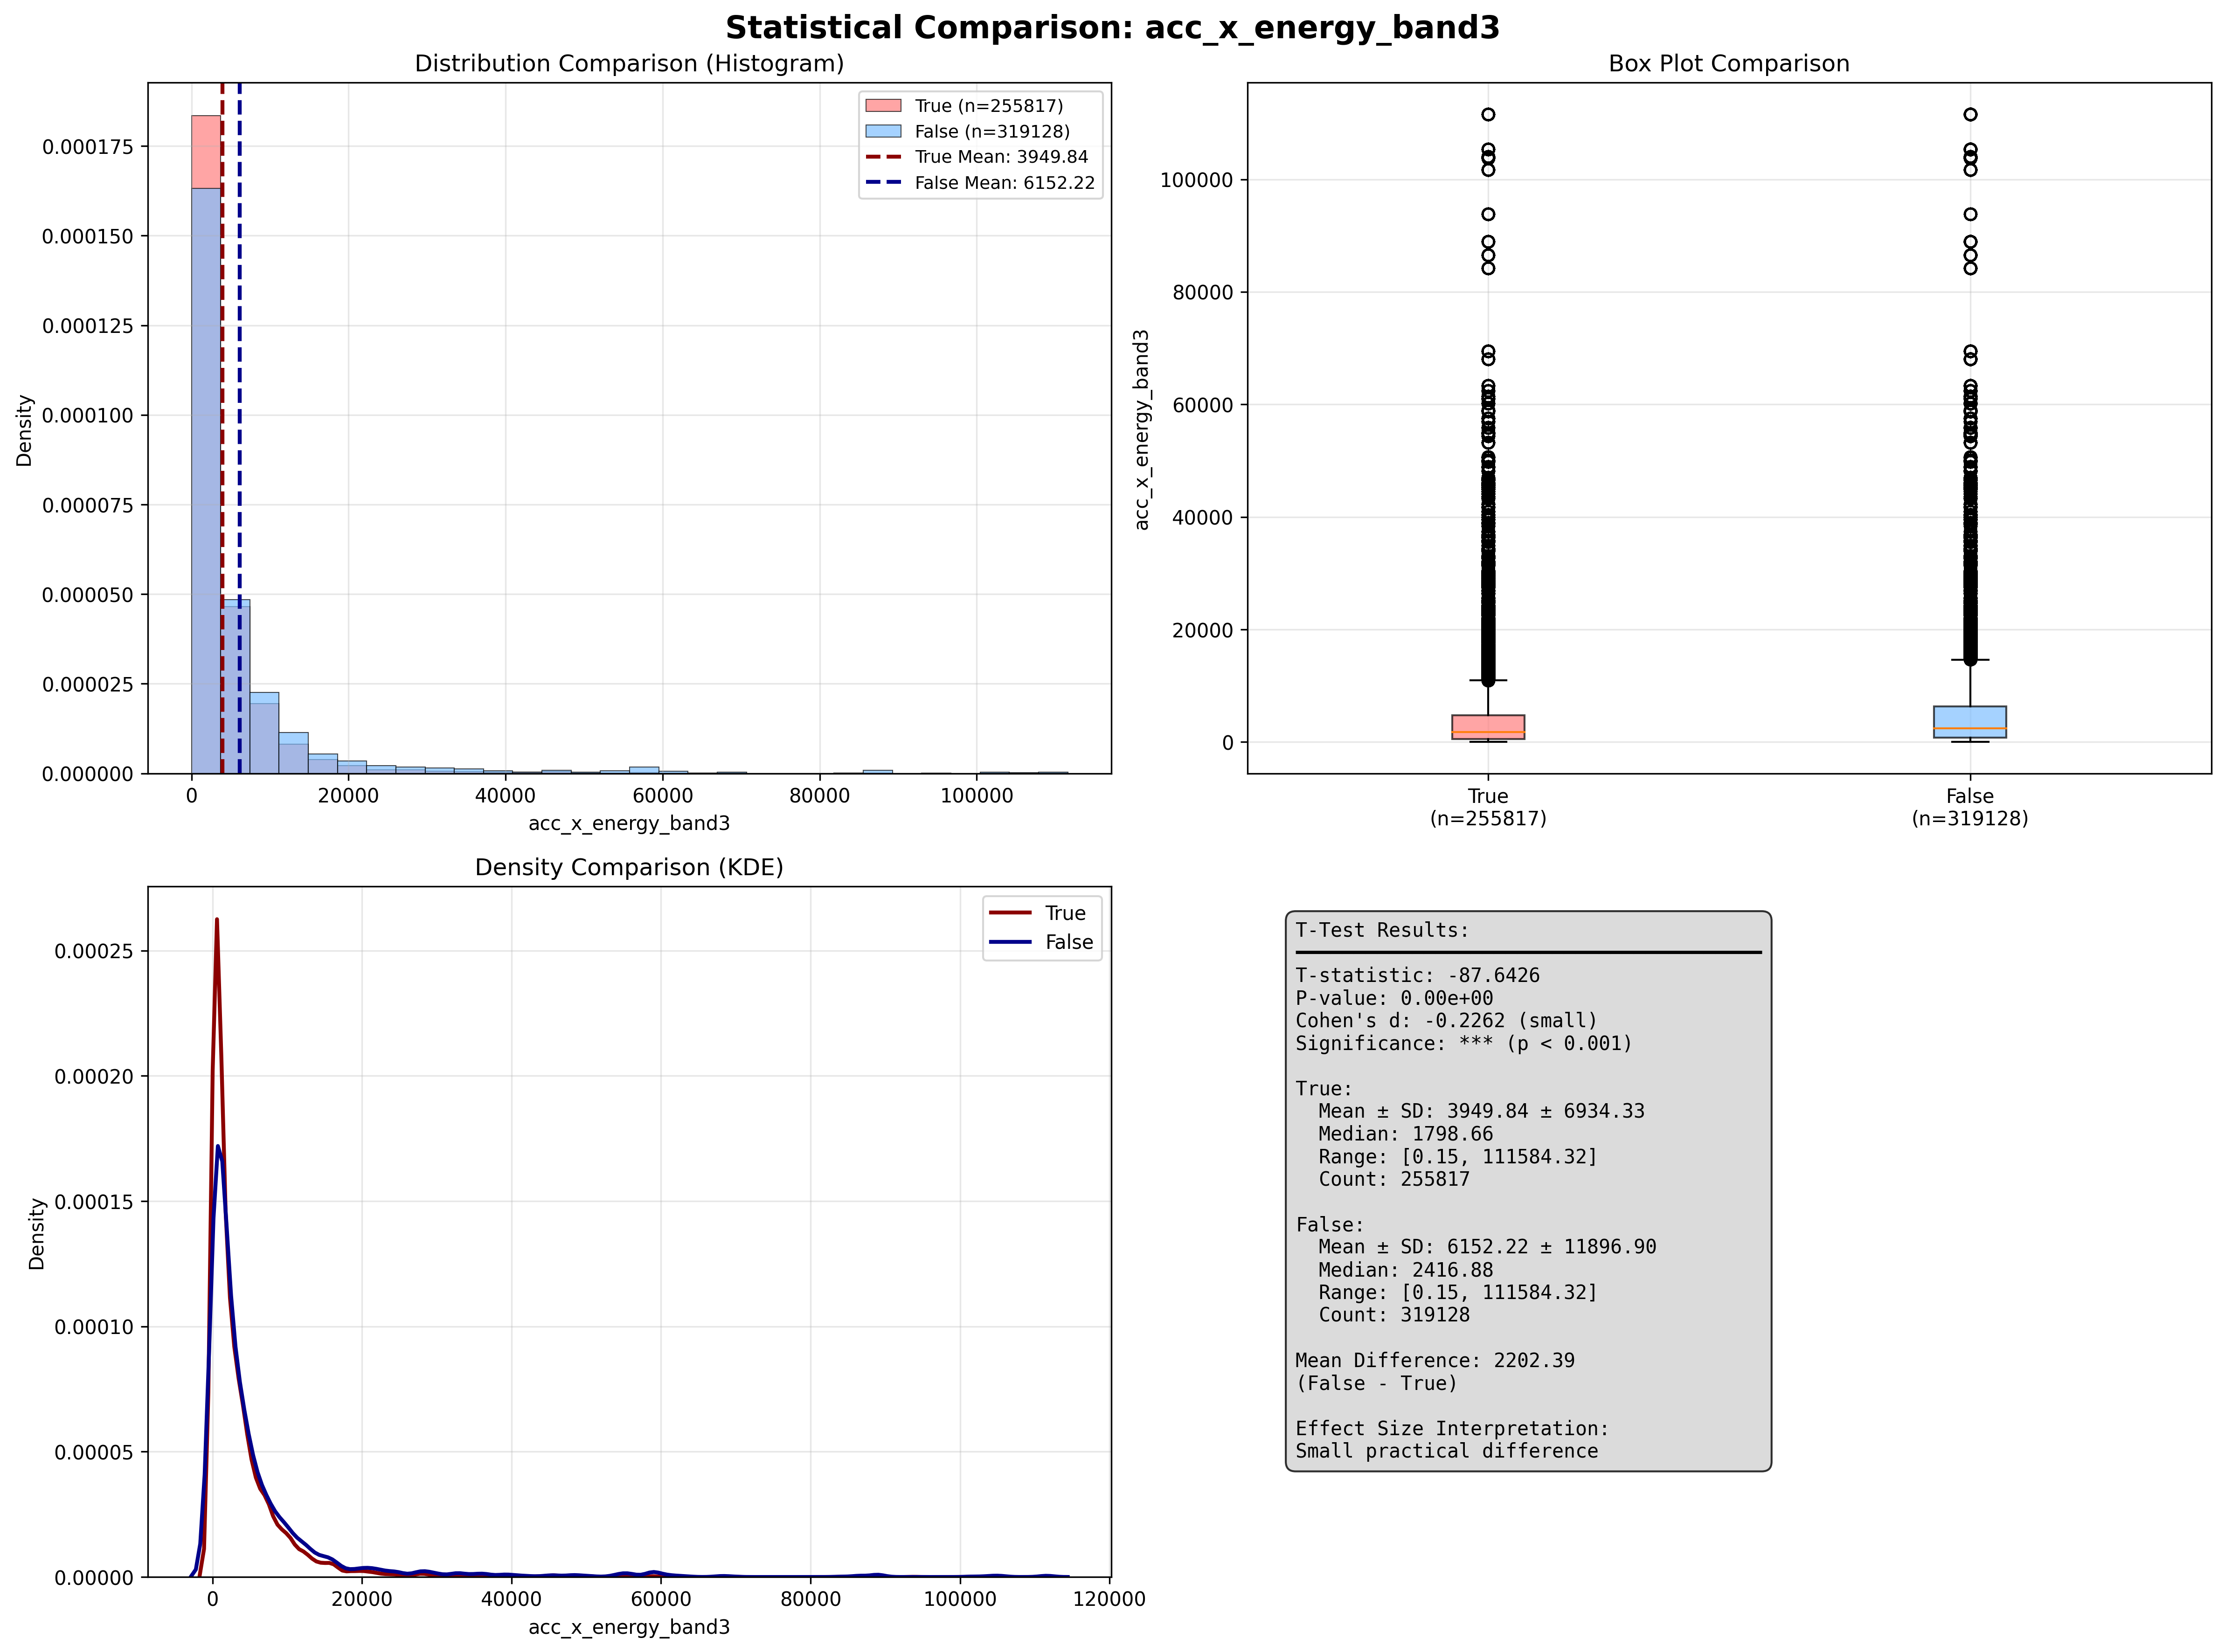 Statistical Comparison: acc_x_energy_band3
Distribution Comparison (Histogram)
True (n=255817)
False (n=319128)
True Mean: 3949.84
False Mean: 6152.22
Density
0.000175
0.000150
0.000125
0.000100
0.000075
0.000050
0.000025
0.000000
0
20000
40000
60000
80000
100000
acc_x_energy_band3
Box Plot Comparison
acc_x_energy_band3
100000
80000
60000
40000
20000
0
True
(n=255817)
False
(n=319128)
Density Comparison (KDE)
True
False
Density
0.00025
0.00020
0.00015
0.00010
0.00005
0.00000
0
20000
40000
60000
80000
100000
120000
acc_x_energy_band3
T-Test Results:
T-statistic: -87.6426
P-value: 0.00e+00
Cohen's d: -0.2262 (small)
Significance: *** (p < 0.001)
True:
Mean ± SD: 3949.84 ± 6934.33
Median: 1798.66
Range: [0.15, 111584.32]
Count: 255817
False:
Mean ± SD: 6152.22 ± 11896.90
Median: 2416.88
Range: [0.15, 111584.32]
Count: 319128
Mean Difference: 2202.39
(False - True)
Effect Size Interpretation:
Small practical difference